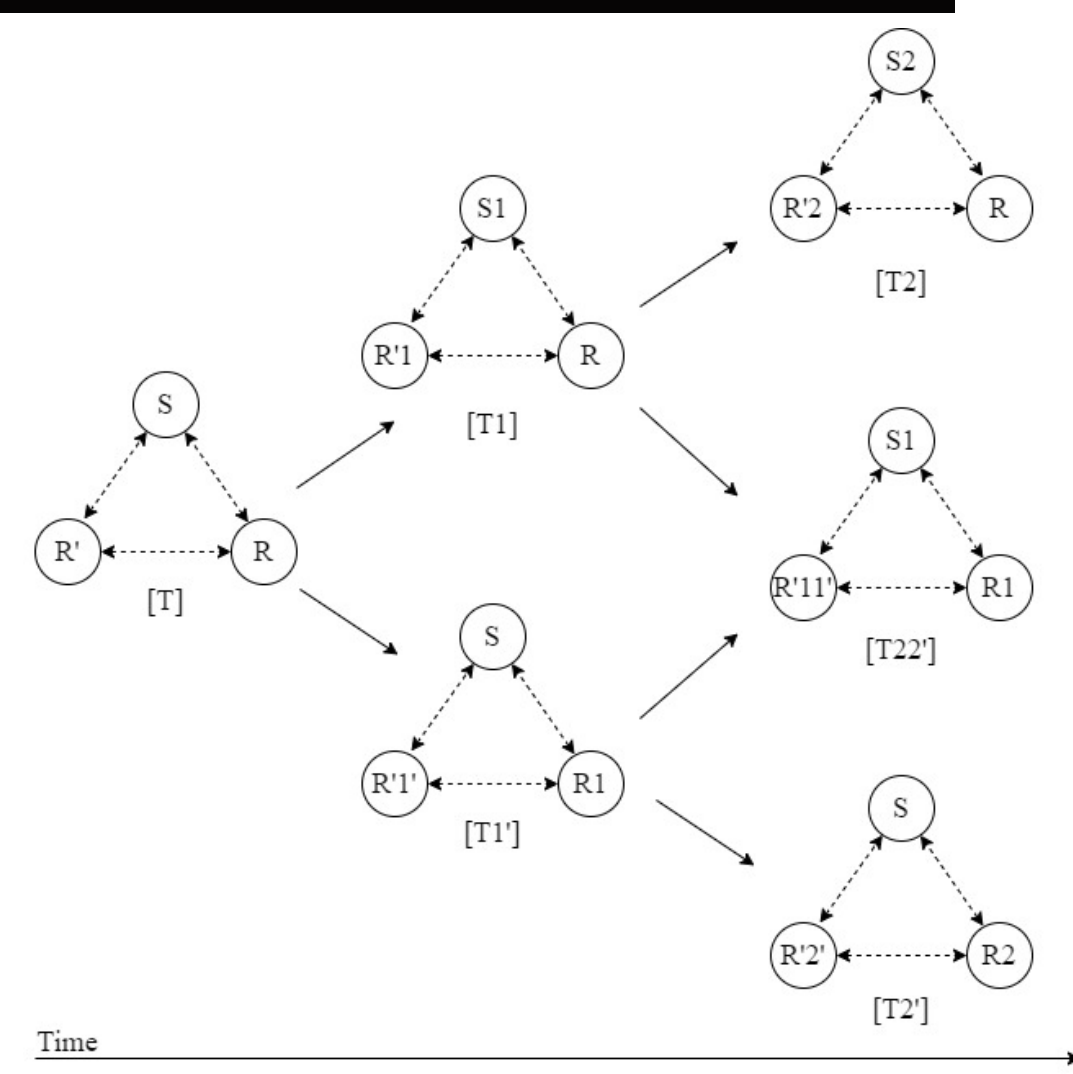 S2
R'2 R
[T2]
S1
R'1 R
[T1]
S
R' R
[T]
S1
R'11' R1
[T22']
S
R'1' R1
[T1']
S
R'2' R2
[T2']
Time